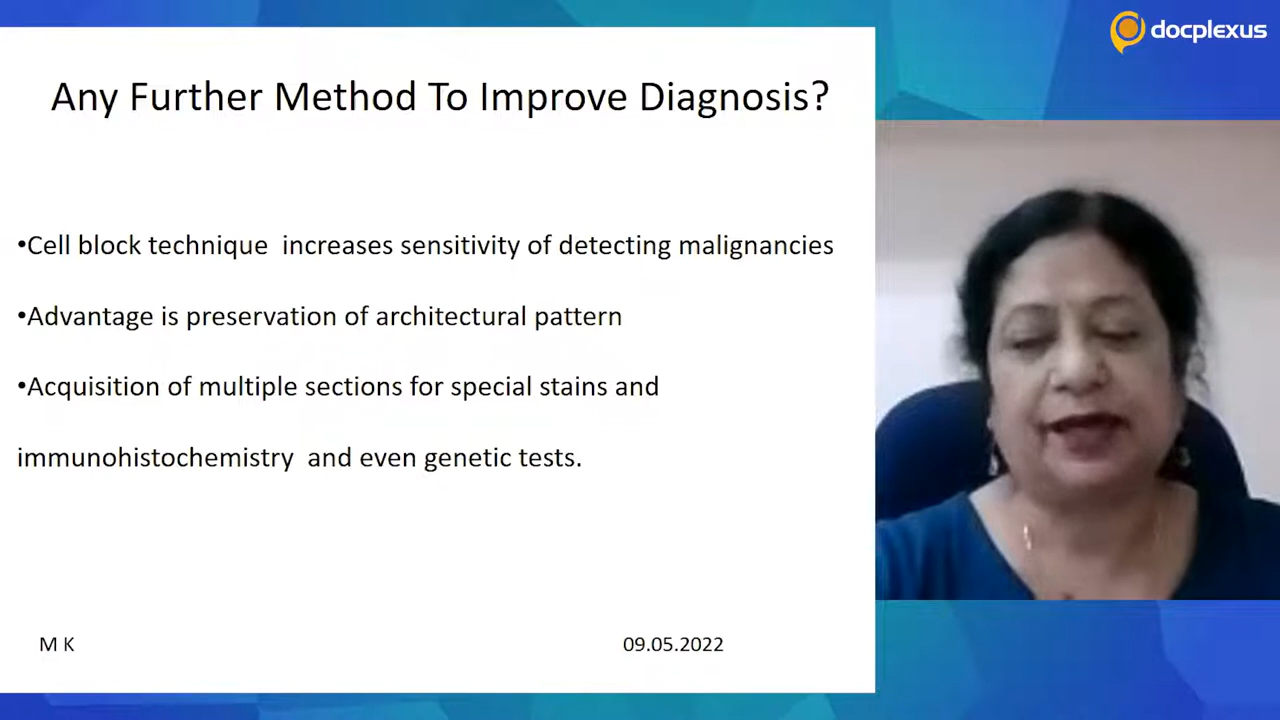 docplexus
Any Further Method To Improve Diagnosis?
•Cell block technique increases sensitivity of detecting malignancies
•Advantage is preservation of architectural pattern
•Acquisition of multiple sections for special stains and
immunohistochemistry and even genetic tests.
M K
09.05.2022